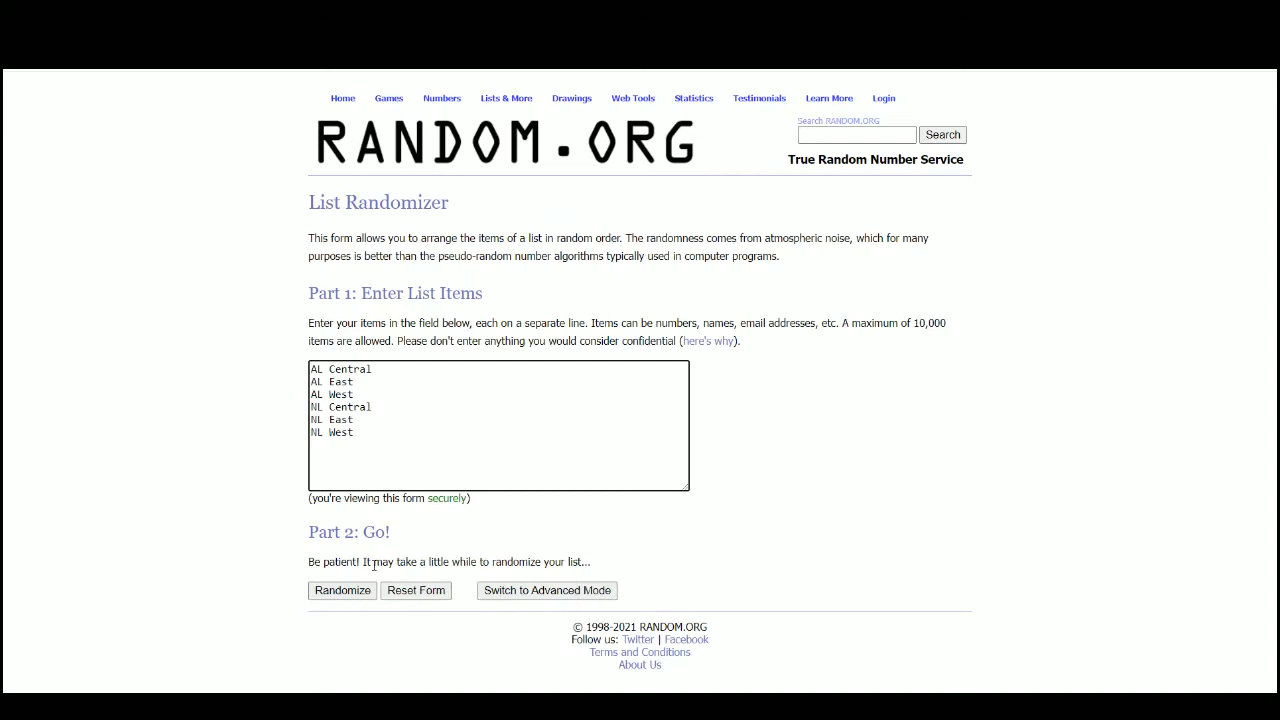 Home Games Numbers Lists & More Drawings Web Tools Statistics Testimonials Learn More Login
RANDOM.ORG
Search RANDOM.ORG
Search
True Random Number Service
List Randomizer
This form allows you to arrange the items of a list in random order. The randomness comes from atmospheric noise, which for many
purposes is better than the pseudo-random number algorithms typically used in computer programs.
Part 1: Enter List Items
Enter your items in the field below, each on a separate line. Items can be numbers, names, email addresses, etc. A maximum of 10,000
items are allowed. Please don't enter anything you would consider confidential (here's why).
AL Central
AL East
AL West
NL Central
NL East
NL West
(you're viewing this form securely)
Part 2: Go!
Be patient! It may take a little while to randomize your list...
Randomize Reset Form Switch to Advanced Mode
© 1998-2021 RANDOM.ORG
Follow us: Twitter | Facebook
Terms and Conditions
About Us